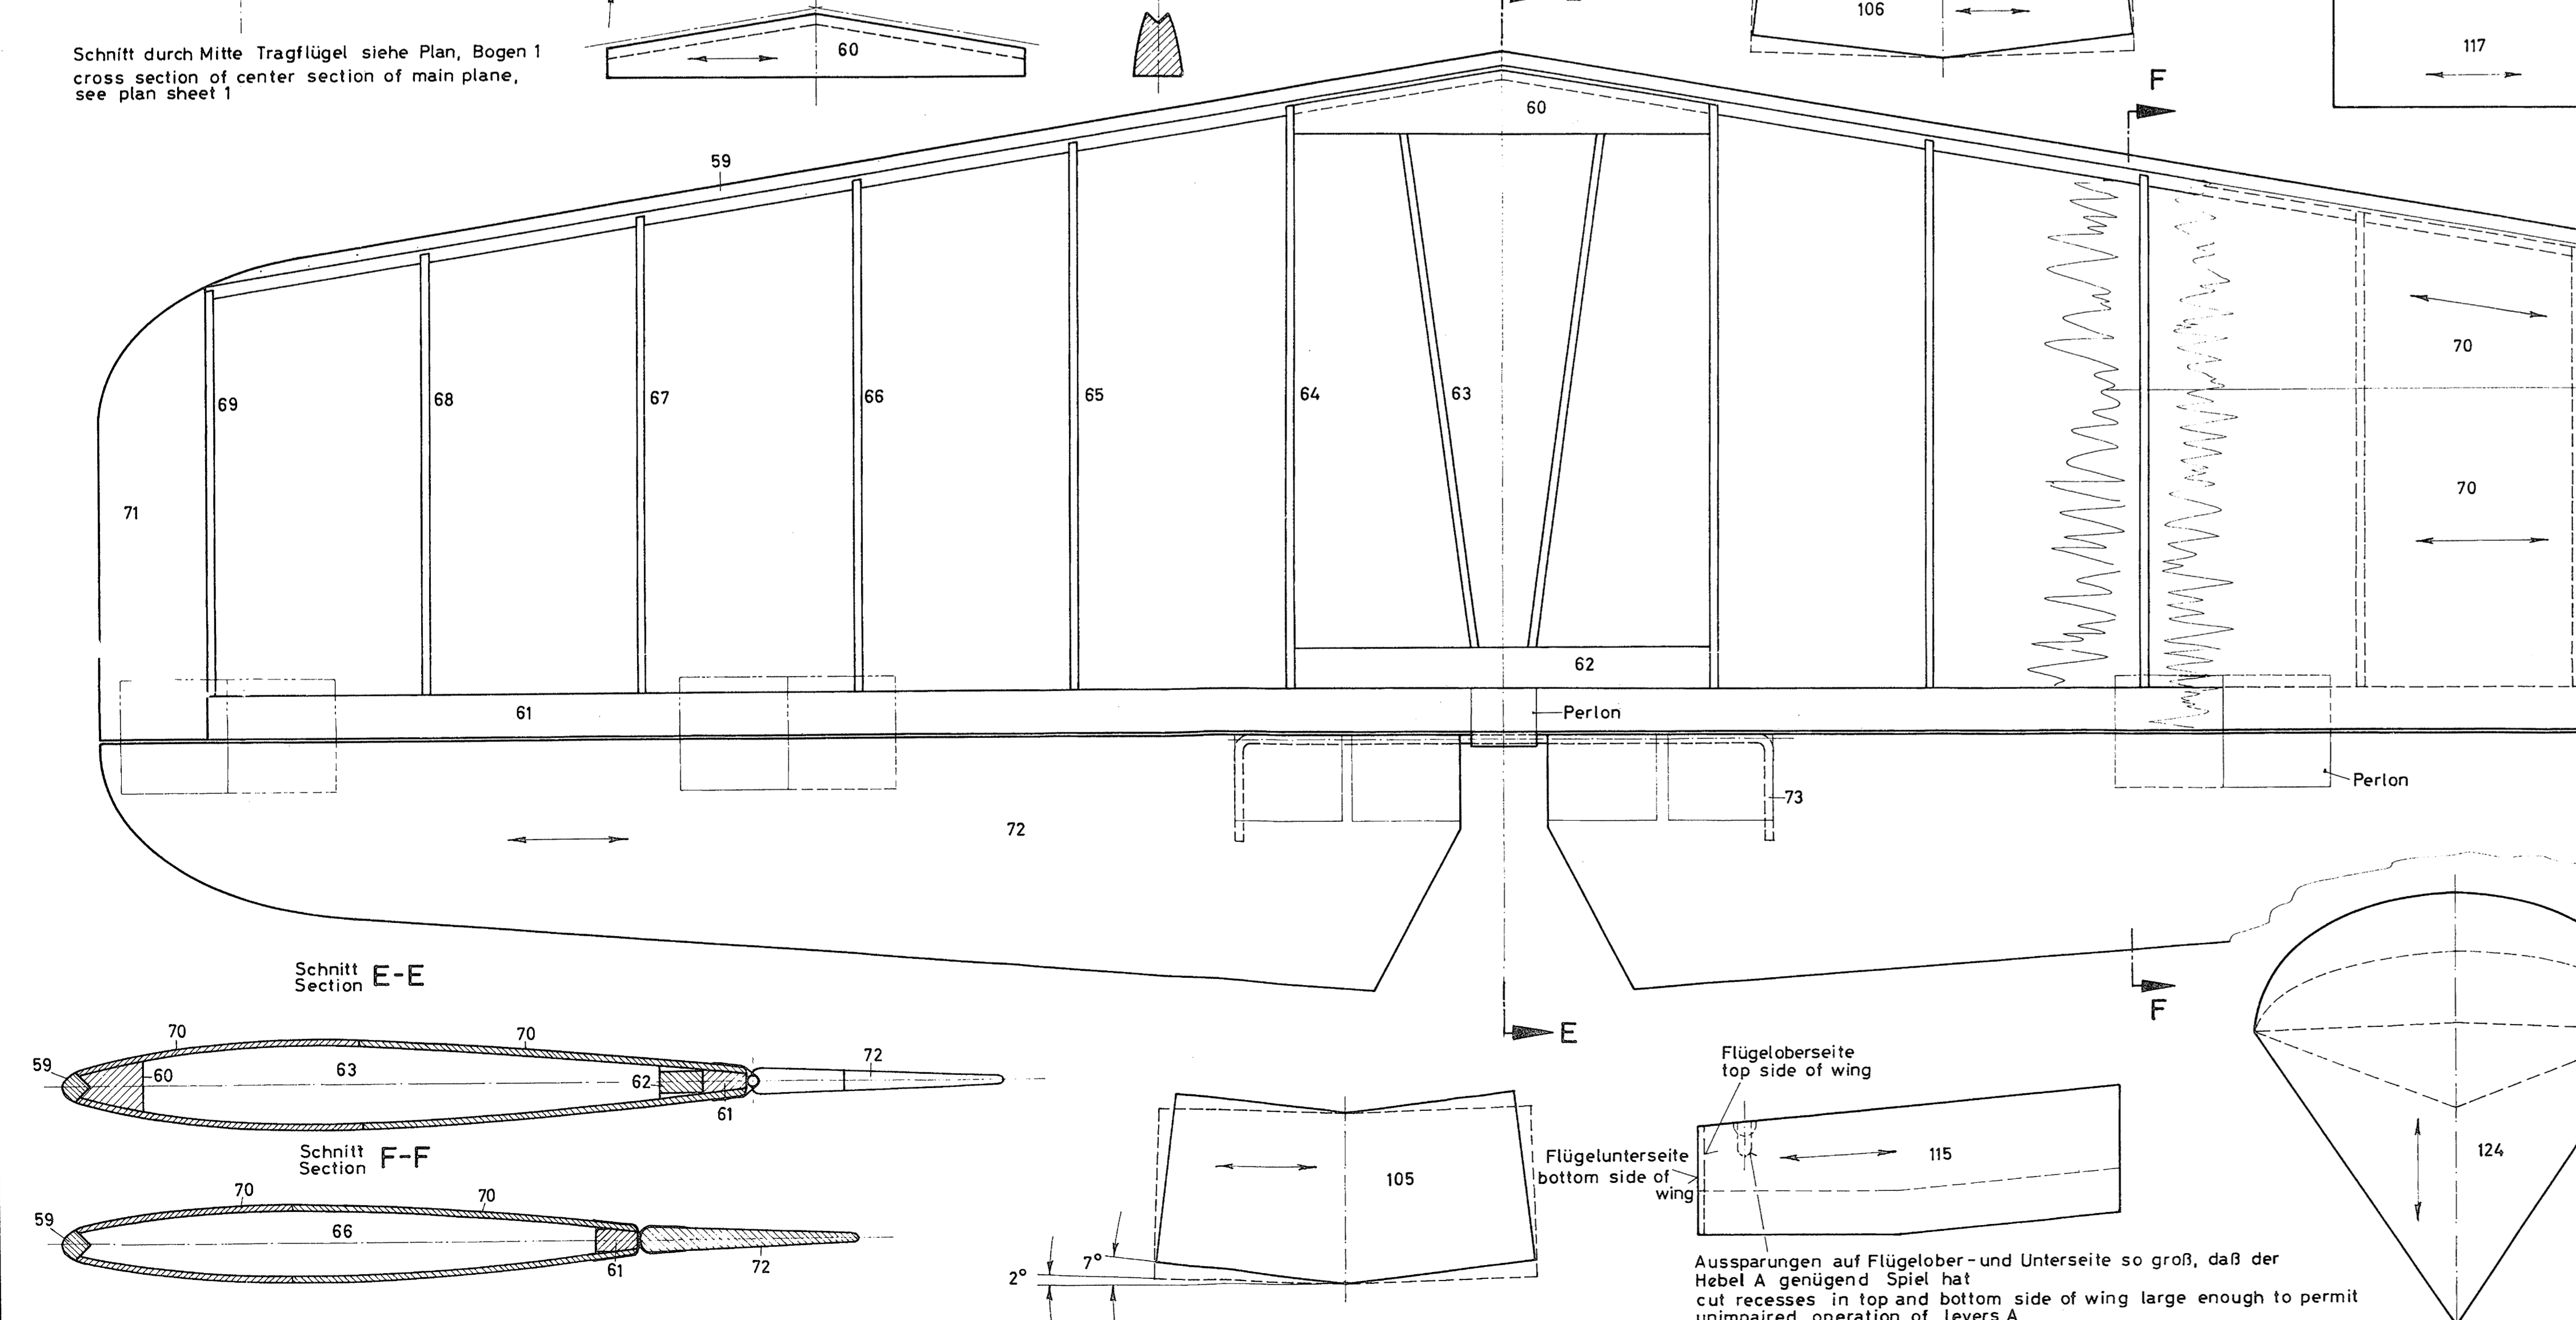 Schnitt durch Mitte Tragflügel siehe Plan, Bogen 1
cross section of center section of main plane,
see plan sheet 1
60
106
117
F
60
59
70
69
68
67
66
65
64
63
71
70
62
61
Perlon
Perlon
73
72
Schnitt
Section E-E
E
F
70
70
59
60
63
62
72
61
Schnitt
Section F-F
70
70
59
66
61
72
105
7°
2°
Flügeloberseite
top side of wing
Flügelunterseite
bottom side of
wing
115
124
Aussparungen auf Flügelober-und Unterseite so groß, daß der
Hebel A genügend Spiel hat
cut recesses in top and bottom side of wing large enough to permit
unimpaired operation of levers A